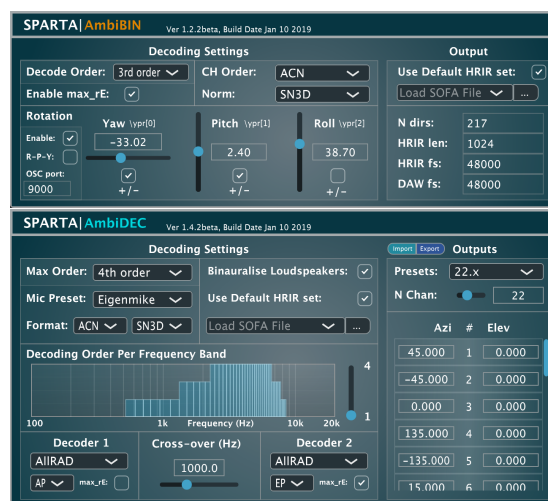 SPARTA|AmbiBIN Ver 1.2.2beta, Build Date Jan 10 2019
Decoding Settings
Decode Order: 3rd order
CH Order: ACN
Enable max_rE:
Norm: SN3D
Rotation
Enable:
R-P-Y:
OSC port:
9000
Yaw \ypr[0]
-33.02
+/-
Pitch \ypr[1]
2.40
+/-
Roll \ypr[2]
38.70
+/-
Output
Use Default HRIR set:
Load SOFA File ...
N dirs: 217
HRIR len: 1024
HRIR fs: 48000
DAW fs: 48000
SPARTA|AmbiDEC Ver 1.4.2beta, Build Date Jan 10 2019
Decoding Settings
Max Order: 4th order
Binauralise Loudspeakers:
Mic Preset: Eigenmike
Use Default HRIR set:
Format: ACN SN3D
Load SOFA File ...
Decoding Order Per Frequency Band
4
1
100 1k Frequency (Hz) 10k 20k
Decoder 1
AllRAD
AP max_rE:
Cross-over (Hz)
1000.0
Decoder 2
AllRAD
EP max_rE:
Import Export Outputs
Presets: 22.x
N Chan: 22
Azi # Elev
45.000 1 0.000
-45.000 2 0.000
0.000 3 0.000
135.000 4 0.000
-135.000 5 0.000
15.000 6 0.000